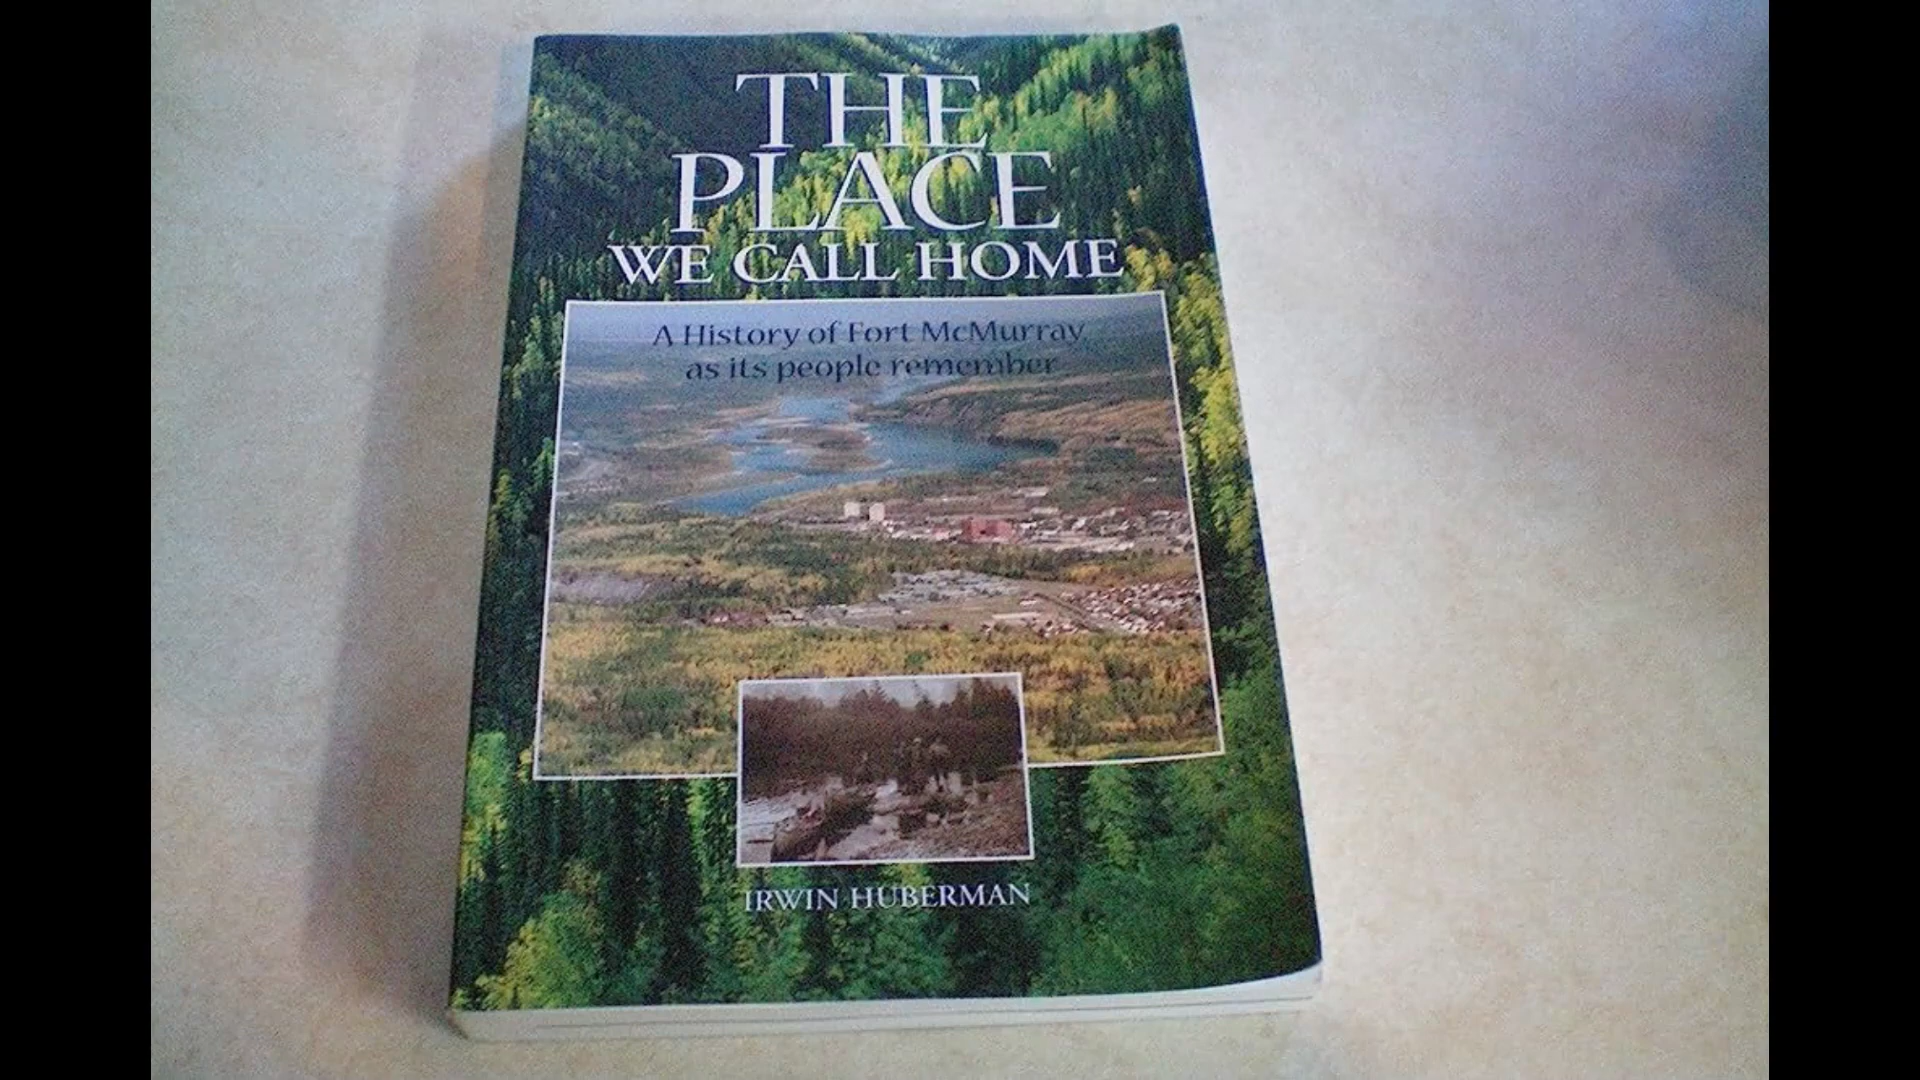 THE
PLACE
WE CALL HOME
A History of Fort McMurray
as its people remember
IRWIN HUBERMAN